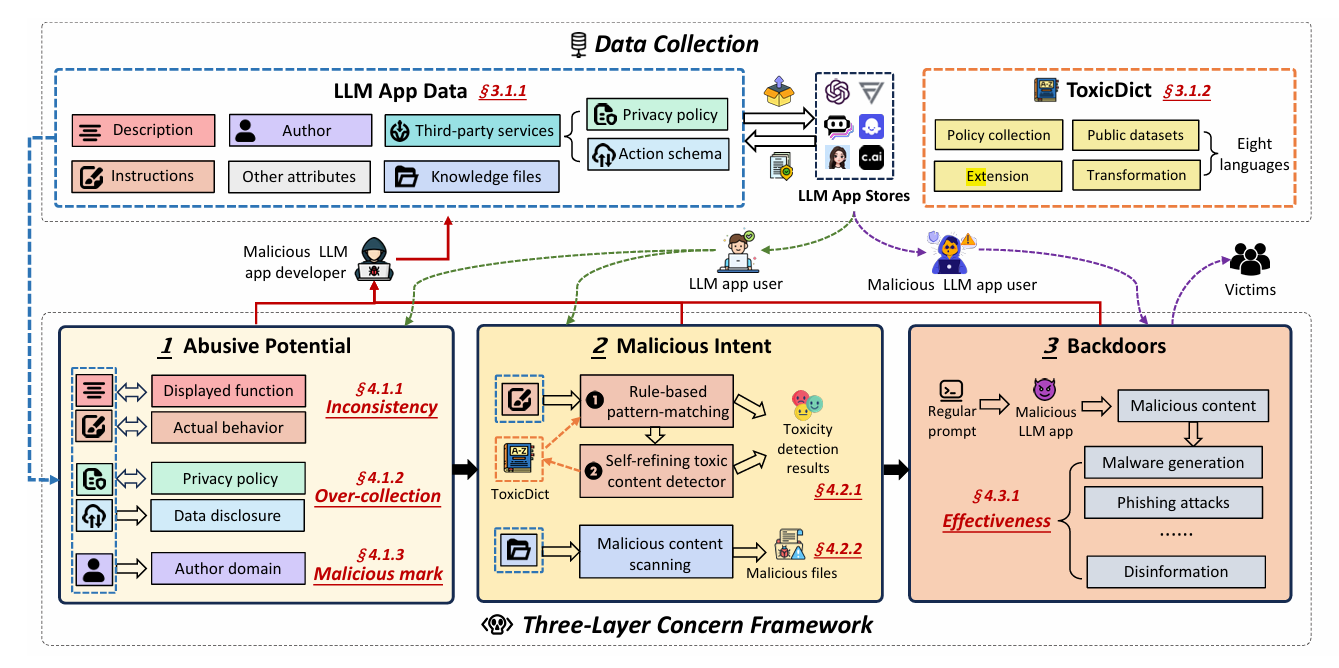 Data Collection
LLM App Data §3.1.1
Description
Author
Third-party services
Privacy policy
Action schema
Instructions
Other attributes
Knowledge files
c.ai
LLM App Stores
A-Z
ToxicDict §3.1.2
Policy collection
Public datasets
Extension
Transformation
Eight
languages
Malicious LLM
app developer
LLM app user
Malicious LLM app user
Victims
1 Abusive Potential
Displayed function
Actual behavior
§4.1.1
Inconsistency
Privacy policy
Data disclosure
§4.1.2
Over-collection
Author domain
§4.1.3
Malicious mark
2 Malicious Intent
1 Rule-based
pattern-matching
A-Z
ToxicDict
2 Self-refining toxic
content detector
Toxicity
detection
results
§4.2.1
Malicious content
scanning
Malicious files
§4.2.2
3 Backdoors
Regular
prompt
Malicious
LLM app
Malicious content
§4.3.1
Effectiveness
Malware generation
Phishing attacks
......
Disinformation
Three-Layer Concern Framework